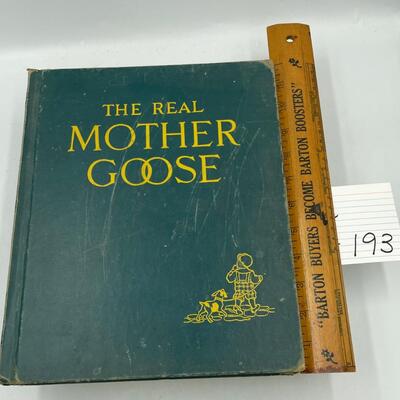 THE REAL
MOTHER
GOOSE
"BARTON BUYERS BECOME BARTON BOOSTERS"
193